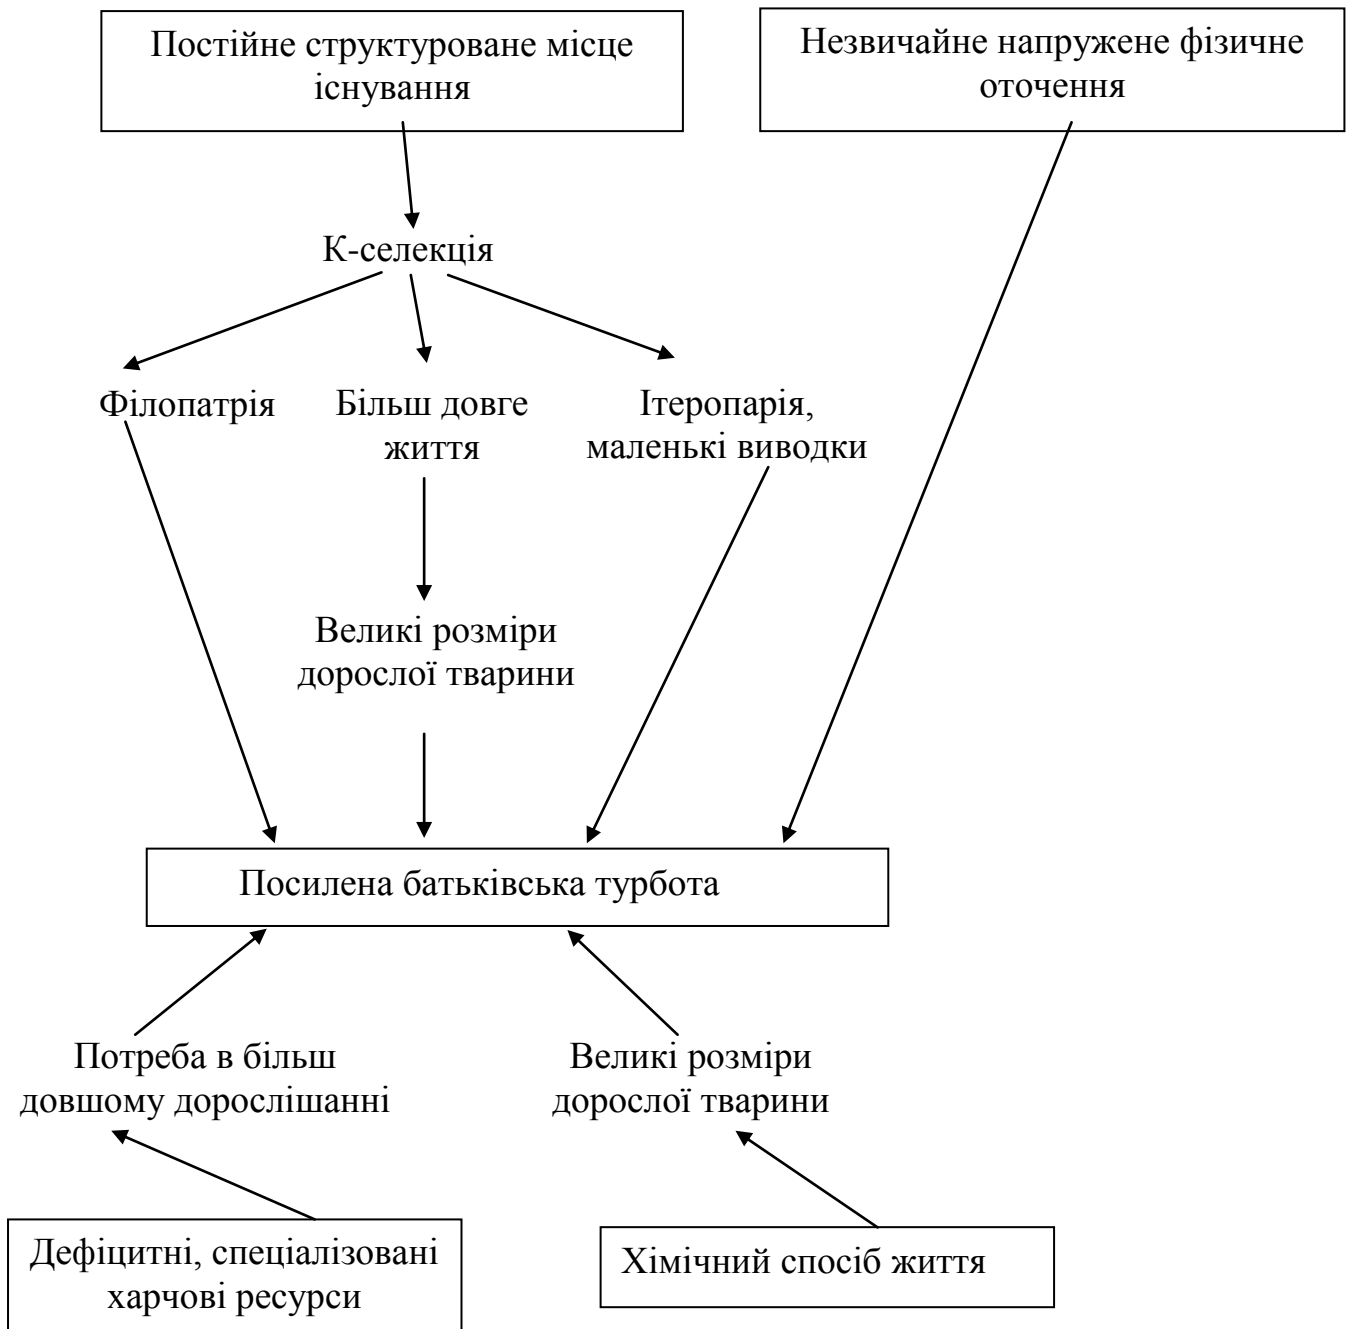 Постійне структуроване місце
існування
Незвичайне напружене фізичне
оточення
К-селекція
Філопатрія
Більш довге
життя
Ітеропарія,
маленькі виводки
Великі розміри
дорослої тварини
Посилена батьківська турбота
Потреба в більш
довшому дорослішанні
Великі розміри
дорослої тварини
Дефіцитні, спеціалізовані
харчові ресурси
Хімічний спосіб життя